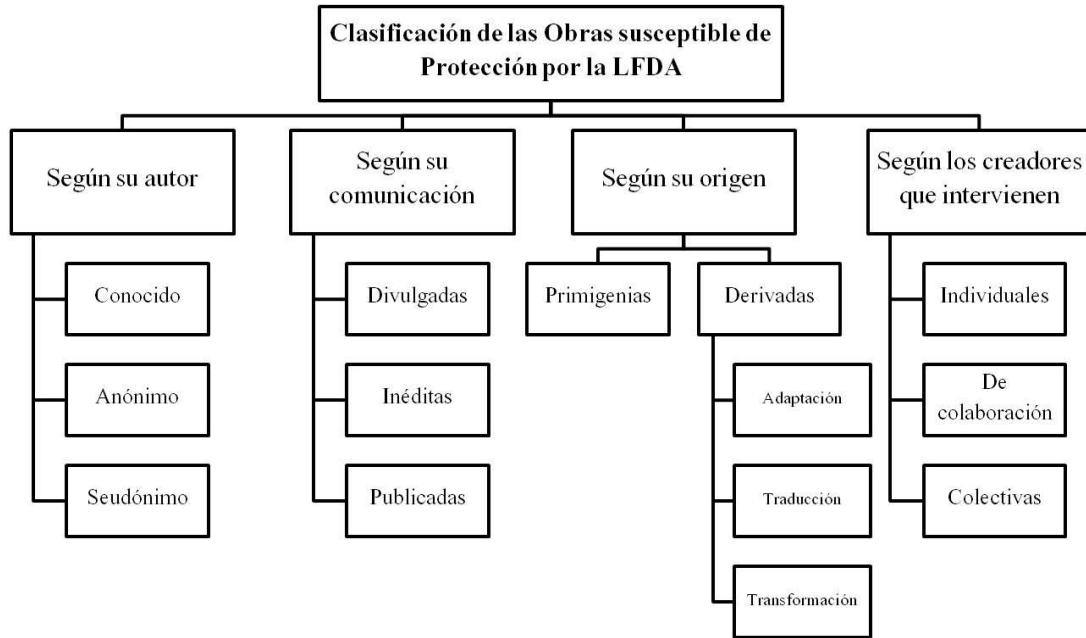 Clasificación de las Obras susceptible de
Protección por la LFDA
Según su autor
Según su
comunicación
Según su origen
Según los creadores
que intervienen
Conocido
Anónimo
Seudónimo
Divulgadas
Inéditas
Publicadas
Primigenias
Derivadas
Adaptación
Traducción
Transformación
Individuales
De
colaboración
Colectivas